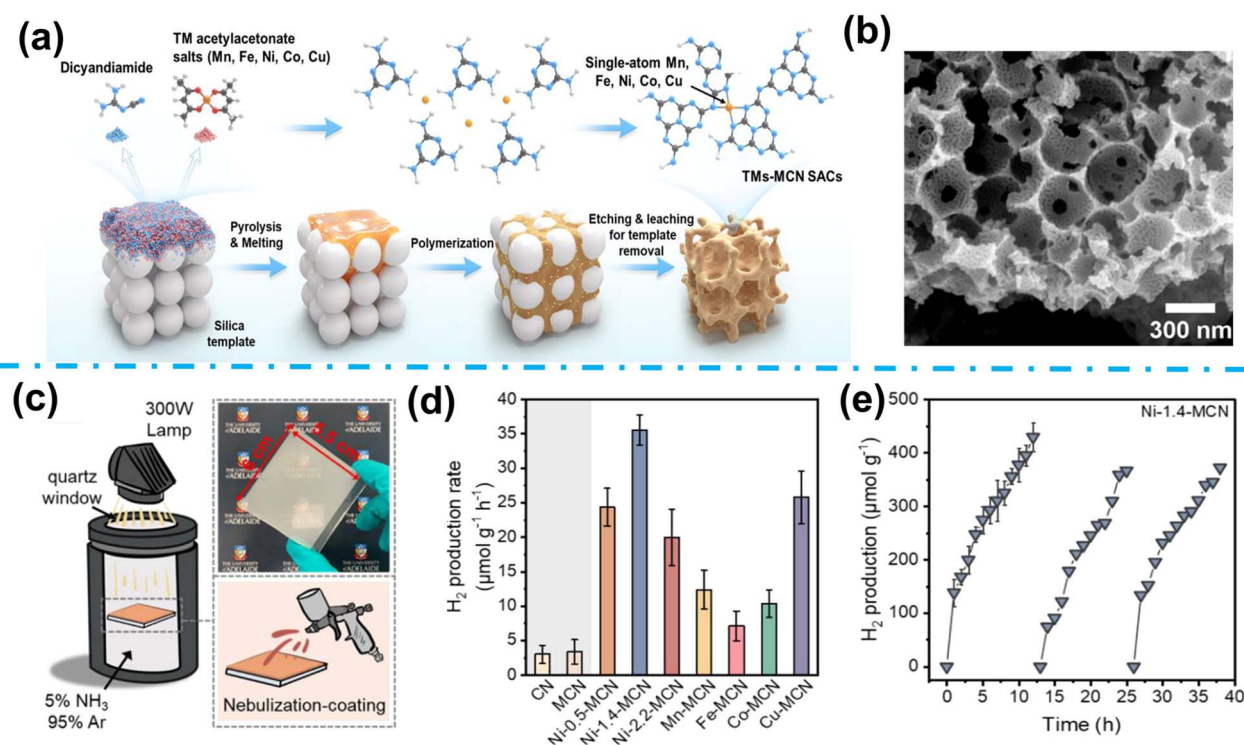 (a)
Dicyandiamide
TM acetylacetonate
salts (Mn, Fe, Ni, Co, Cu)
Single-atom Mn,
Fe, Ni, Co, Cu
TMs-MCN SACs
Pyrolysis
& Melting
Polymerization
Etching & leaching
for template
removal
Silica
template
(b)
300 nm
(c)
300W
Lamp
quartz
window
5% NH3
95% Ar
THE UNIVERSITY
of ADELAIDE
Nebulization-coating
(d)
H2 production rate
(μmol g-1 h-1)
40
35
30
25
20
15
10
5
0
CN
MCN
Ni-0.5-MCN
Ni-1.4-MCN
Ni-2.2-MCN
Mn-MCN
Fe-MCN
Co-MCN
Cu-MCN
(e)
Ni-1.4-MCN
H2 production (μmol g-1)
500
400
300
200
100
0
0 5 10 15 20 25 30 35 40
Time (h)